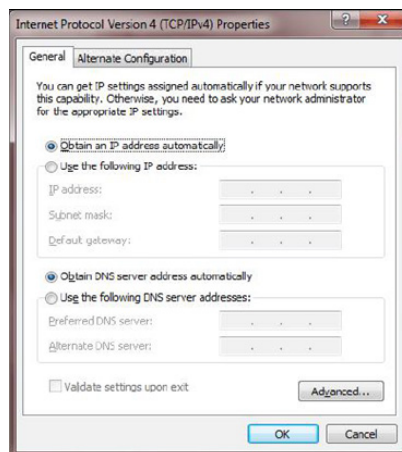 Internet Protocol Version 4 (TCP/IPv4) Properties
General
Alternate Configuration
You can get IP settings assigned automatically if your network supports
this capability. Otherwise, you need to ask your network administrator
for the appropriate IP settings.
Obtain an IP address automatically
Use the following IP address:
IP address:
Subnet mask:
Default gateway:
Obtain DNS server address automatically
Use the following DNS server addresses:
Preferred DNS server:
Alternate DNS server:
Validate settings upon exit
Advanced...
OK
Cancel